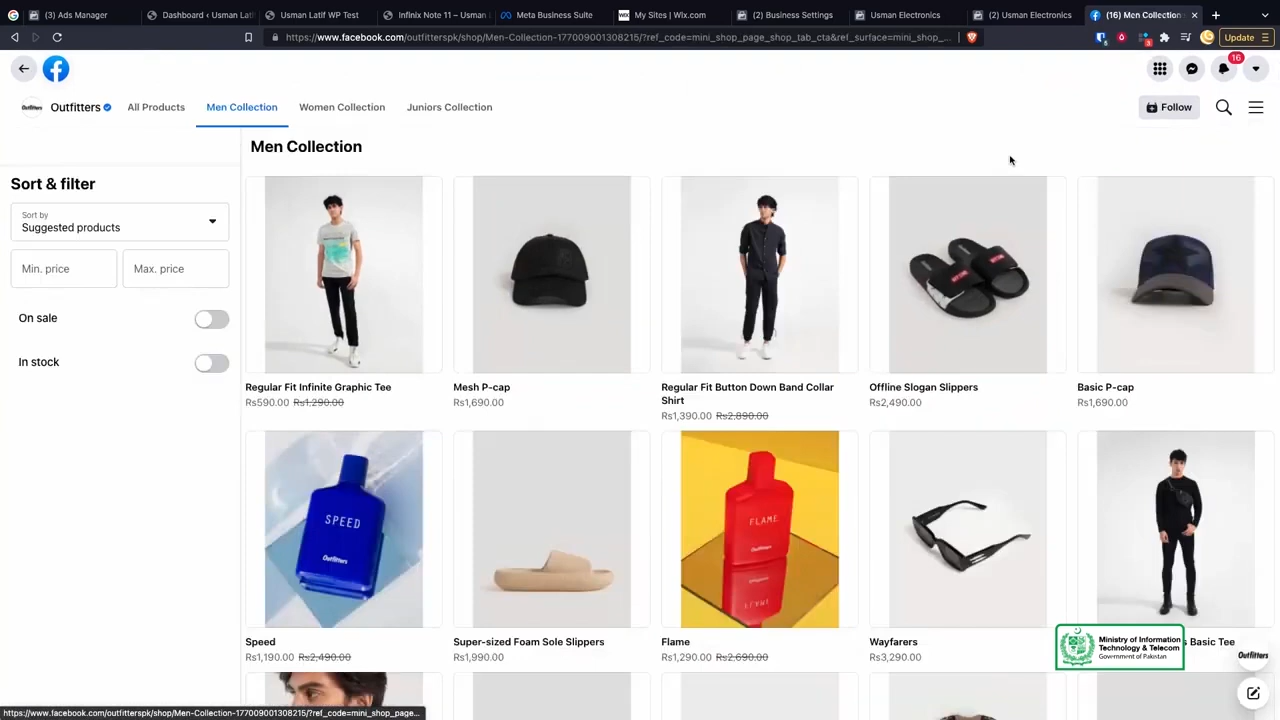 (3) Ads Manager
Dashboard ‹ Usman Lati
Usman Latif WP Test
Infinix Note 11 – Usman
Meta Business Suite
My Sites | Wix.com
(2) Business Settings
Usman Electronics
(2) Usman Electronics
(16) Men Collection
https://www.facebook.com/outfitterspk/shop/Men-Collection-177009001308215/?ref_code=mini_shop_page_shop_tab_cta&ref_surface=mini_shop_...
Update
16
Outfitters
Outfitters
All Products
Men Collection
Women Collection
Juniors Collection
Follow
Men Collection
Sort & filter
Sort by
Suggested products
Min. price
Max. price
On sale
In stock
Regular Fit Infinite Graphic Tee
Rs590.00 Rs1,290.00
Mesh P-cap
Rs1,690.00
Regular Fit Button Down Band Collar
Shirt
Rs1,390.00 Rs2,890.00
Offline Slogan Slippers
Rs2,490.00
Basic P-cap
Rs1,690.00
SPEED
Outfitters
Speed
Rs1,190.00 Rs2,490.00
Super-sized Foam Sole Slippers
Rs1,990.00
FLAME
Outfitters
Flame
Rs1,290.00 Rs2,690.00
Wayfarers
Rs3,290.00
s Basic Tee
Ministry of Information
Technology & Telecom
Government of Pakistan
Outfitters
https://www.facebook.com/outfitterspk/shop/Men-Collection-177009001308215/?ref_code=mini_shop_page...